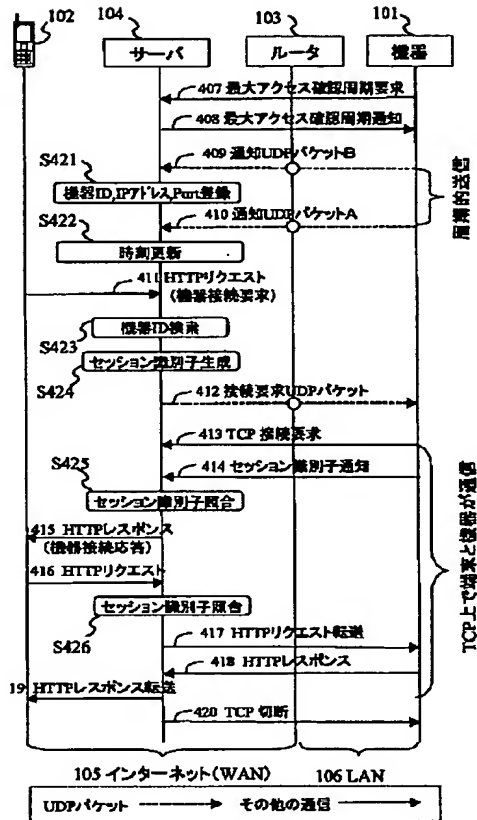 102 104 103 101
サーバ ルータ 機器
407 最大アクセス確認周期要求
408 最大アクセス確認周期通知
S421
409 通知UDPパケットB
機器ID,IPアドレス,Port登録
S422
410 通知UDPパケットA
周期的送信
時刻更新
411 HTTPリクエスト
(機器接続要求)
機器ID検索
S423
セッション識別子生成
S424
412 接続要求UDPパケット
413 TCP 接続要求
S425
414 セッション識別子通知
セッション識別子照合
415 HTTPレスポンス
(機器接続応答)
416 HTTPリクエスト
TCP上で端末と機器が通信
セッション識別子照合
S426
417 HTTPリクエスト転送
418 HTTPレスポンス
19 HTTPレスポンス転送
420 TCP 切断
105 インターネット(WAN) 106 LAN
UDPパケット その他の通信